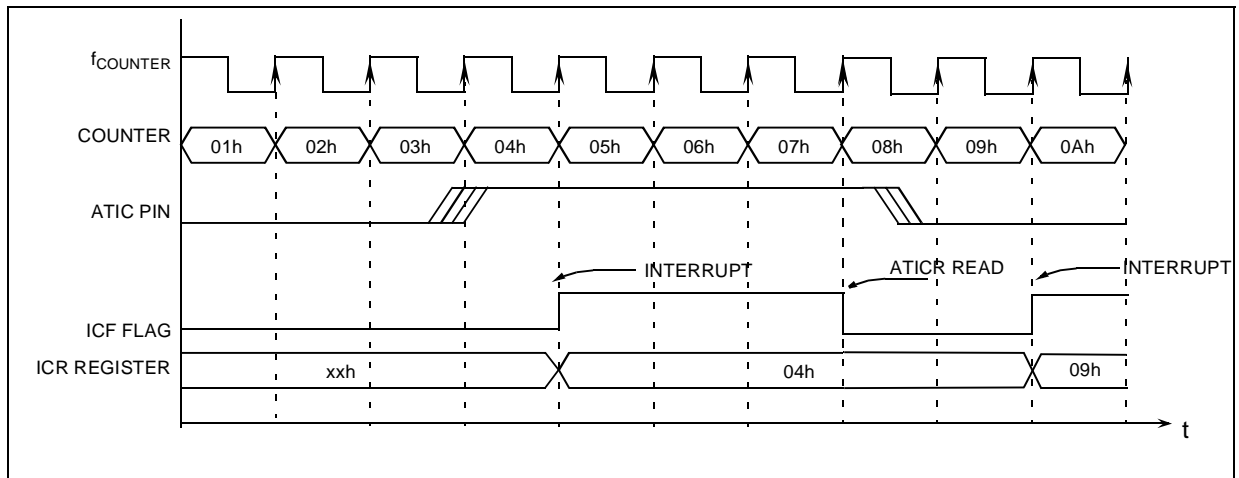 fCOUNTER
COUNTER 01h 02h 03h 04h 05h 06h 07h 08h 09h 0Ah
ATIC PIN
INTERRUPT ATICR READ INTERRUPT
ICF FLAG
ICR REGISTER xxh 04h 09h
t